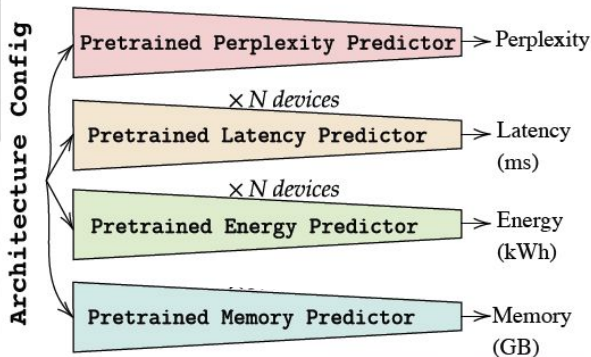 Architecture Config
Pretrained Perplexity Predictor
Perplexity
× N devices
Pretrained Latency Predictor
Latency
(ms)
× N devices
Pretrained Energy Predictor
Energy
(kWh)
Pretrained Memory Predictor
Memory
(GB)